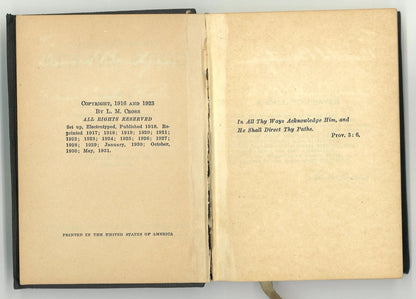 COPYRIGHT, 1916 AND 1923
BY L. M. CROSS
ALL RIGHTS RESERVED
Set up, Electrotyped, Published 1916. Re-
printed 1917; 1918; 1919; 1920; 1921;
1922; 1923; 1924; 1925; 1926; 1927;
1928; 1929; January, 1930; October,
1930; May, 1931.
PRINTED IN THE UNITED STATES OF AMERICA
In All Thy Ways Acknowledge Him, and
He Shall Direct Thy Paths.
Prov. 3 : 6.